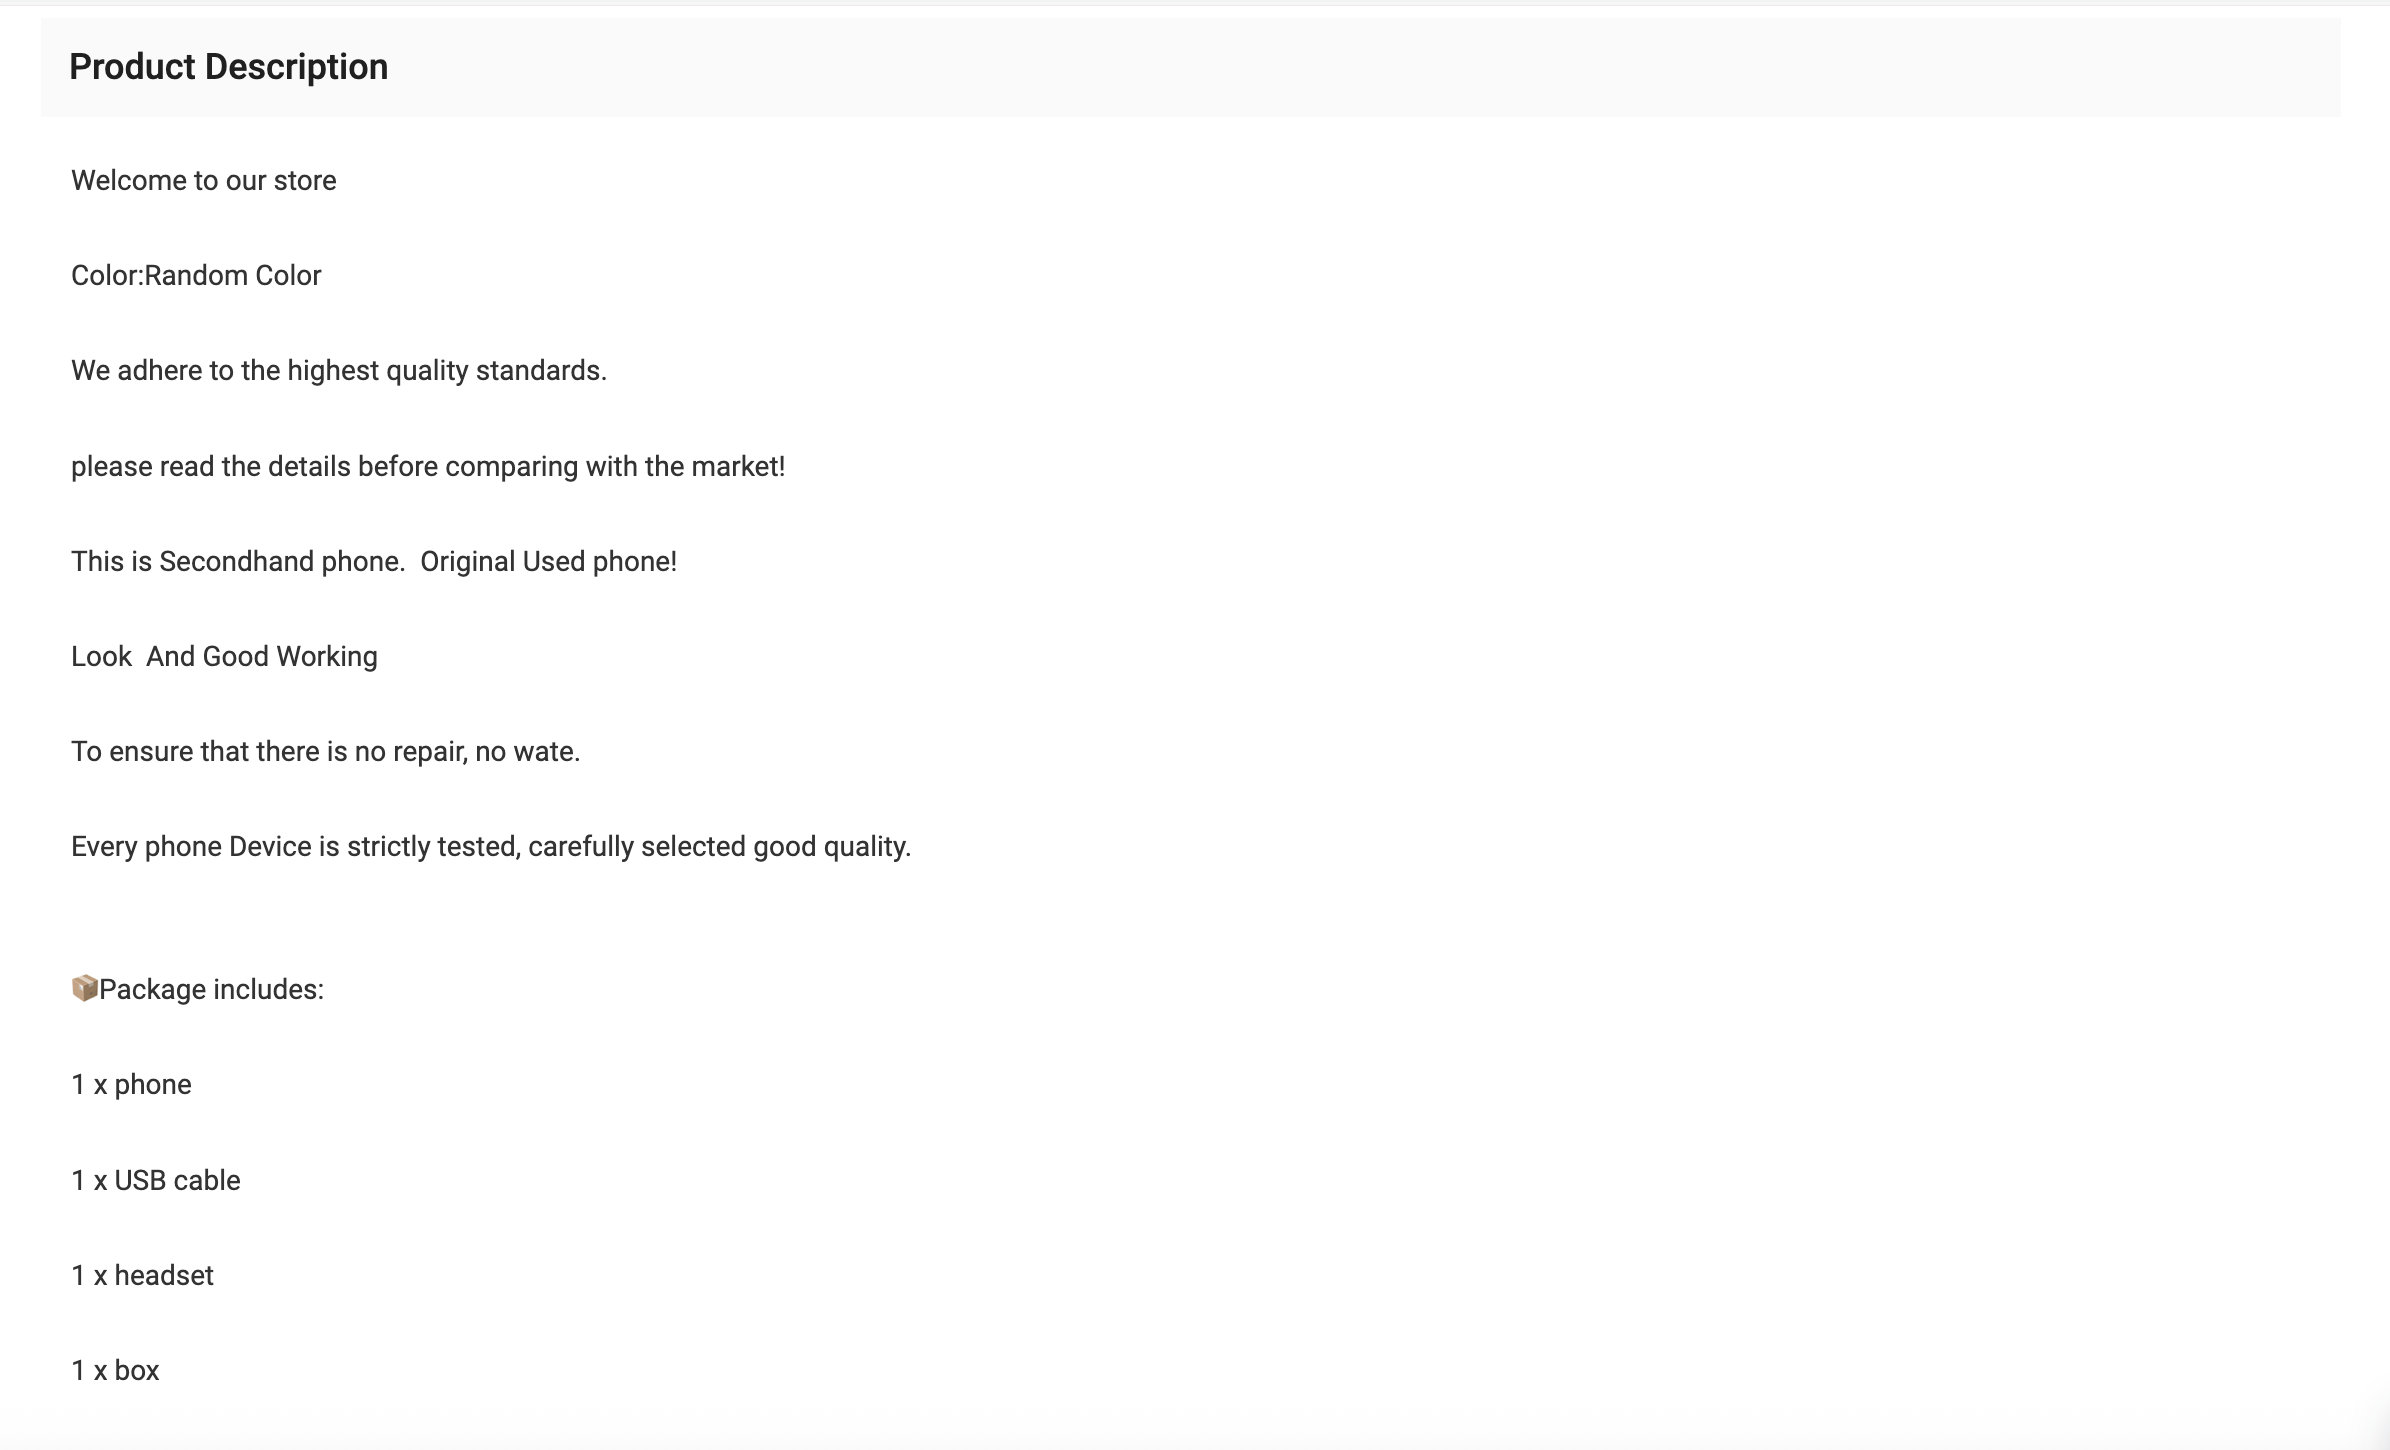 Product Description
Welcome to our store
Color:Random Color
We adhere to the highest quality standards.
please read the details before comparing with the market!
This is Secondhand phone.  Original Used phone!
Look  And Good Working
To ensure that there is no repair, no wate.
Every phone Device is strictly tested, carefully selected good quality.
📦Package includes:
1 x phone
1 x USB cable
1 x headset
1 x box